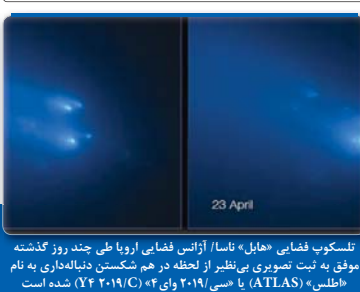 23 April
تلسکوپ فضایی «هابل» ناسا/ آژانس فضایی اروپا طی چند روز گذشته
موفق به ثبت تصویری بی‌نظیر از لحظه در هم شکستن دنباله‌داری به نام
«اطلس» (ATLAS) یا «سی/۲۰۱۹ وای۴» (C/۲۰۱۹ Y۴) شده است